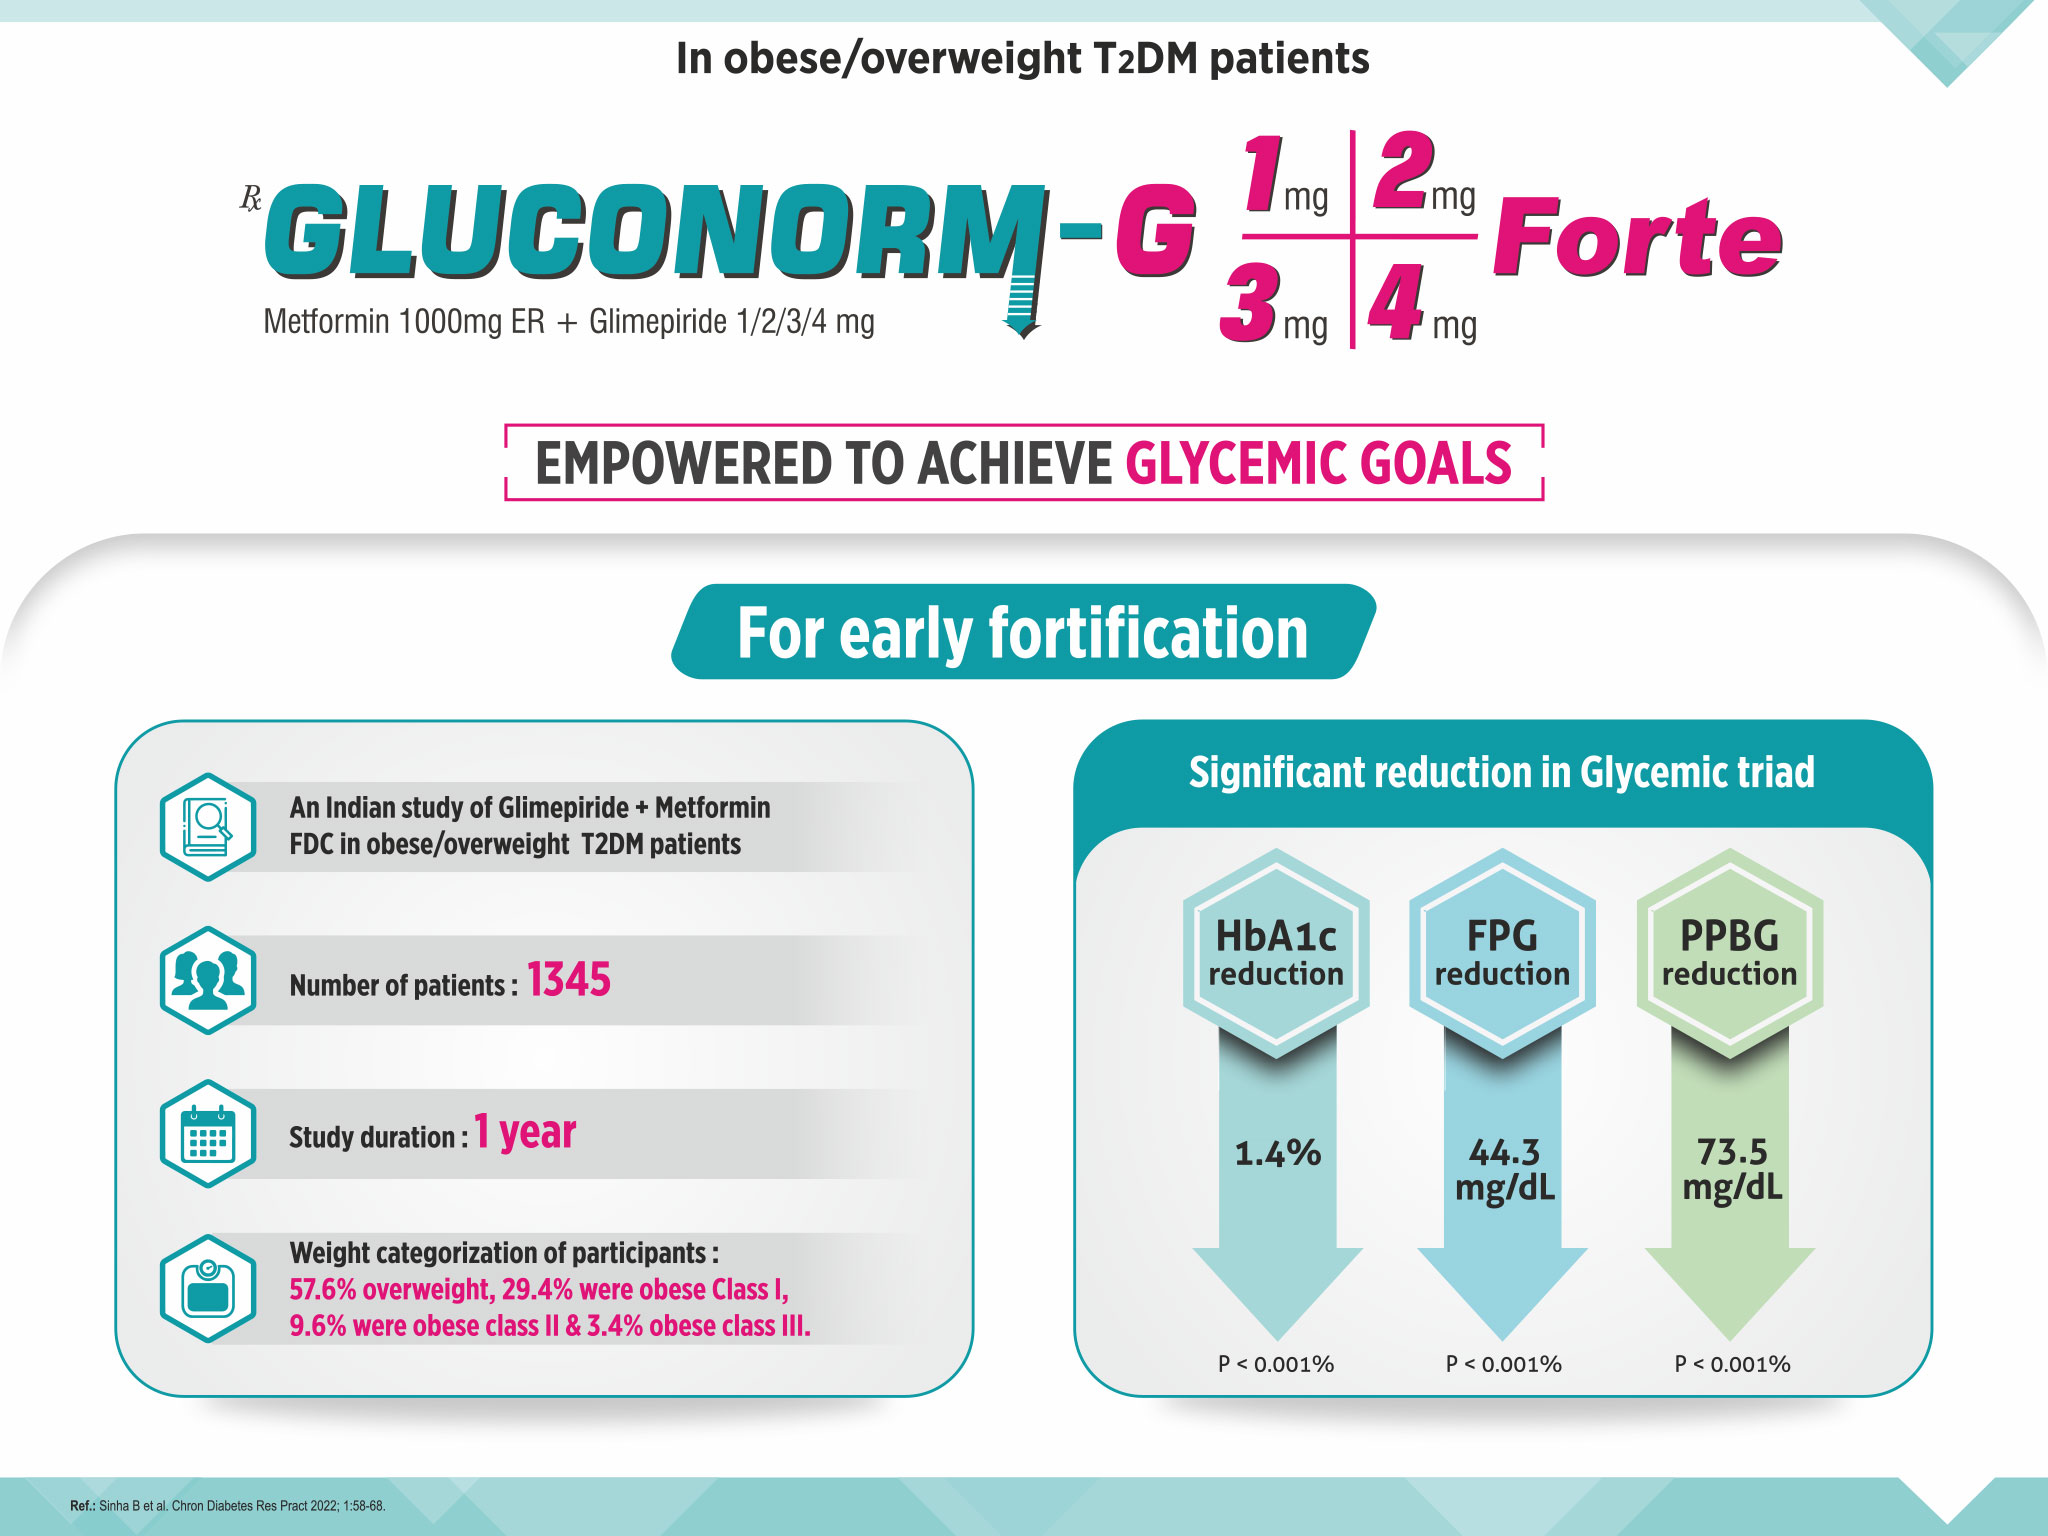 In obese/overweight T2DM patients
Rx GLUCONORM-G 1mg 2mg 3mg 4mg Forte
Metformin 1000mg ER + Glimepiride 1/2/3/4 mg
EMPOWERED TO ACHIEVE GLYCEMIC GOALS
For early fortification
An Indian study of Glimepiride + Metformin
FDC in obese/overweight T2DM patients
Number of patients : 1345
Study duration : 1 year
Weight categorization of participants :
57.6% overweight, 29.4% were obese Class I,
9.6% were obese class II & 3.4% obese class III.
Significant reduction in Glycemic triad
HbA1c
reduction
1.4%
P < 0.001%
FPG
reduction
44.3
mg/dL
P < 0.001%
PPBG
reduction
73.5
mg/dL
P < 0.001%
Ref.: Sinha B et al. Chron Diabetes Res Pract 2022; 1:58-68.